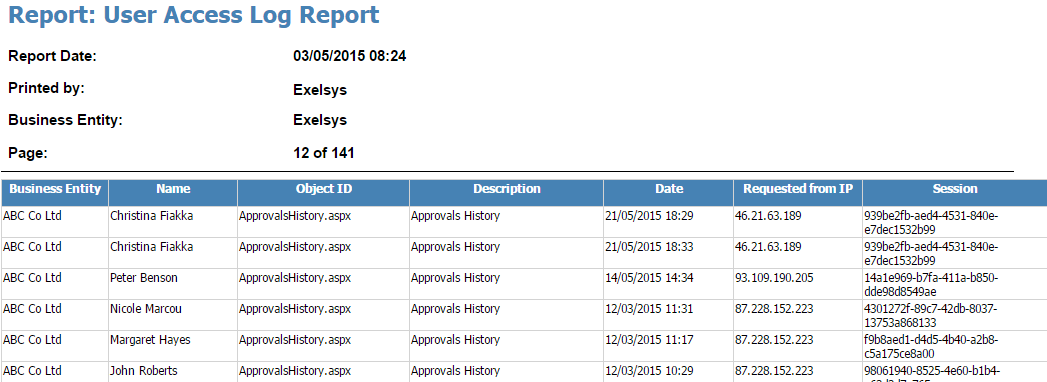 Report: User Access Log Report
Report Date: 03/05/2015 08:24
Printed by: Exelsys
Business Entity: Exelsys
Page: 12 of 141
Business Entity Name Object ID Description Date Requested from IP Session
ABC Co Ltd Christina Fiakka ApprovalsHistory.aspx Approvals History 21/05/2015 18:29 46.21.63.189 939be2fb-aed4-4531-840e-
e7dec1532b99
ABC Co Ltd Christina Fiakka ApprovalsHistory.aspx Approvals History 21/05/2015 18:33 46.21.63.189 939be2fb-aed4-4531-840e-
e7dec1532b99
ABC Co Ltd Peter Benson ApprovalsHistory.aspx Approvals History 14/05/2015 14:34 93.109.190.205 14a1e969-b7fa-411a-b850-
dde98d8549ae
ABC Co Ltd Nicole Marcou ApprovalsHistory.aspx Approvals History 12/03/2015 11:31 87.228.152.223 4301272f-89c7-42db-8037-
13753a868133
ABC Co Ltd Margaret Hayes ApprovalsHistory.aspx Approvals History 12/03/2015 11:17 87.228.152.223 f9b8aed1-d4d5-4b40-a2b8-
c5a175ce8a00
ABC Co Ltd John Roberts ApprovalsHistory.aspx Approvals History 12/03/2015 10:29 87.228.152.223 98061940-8525-4e60-b1b4-